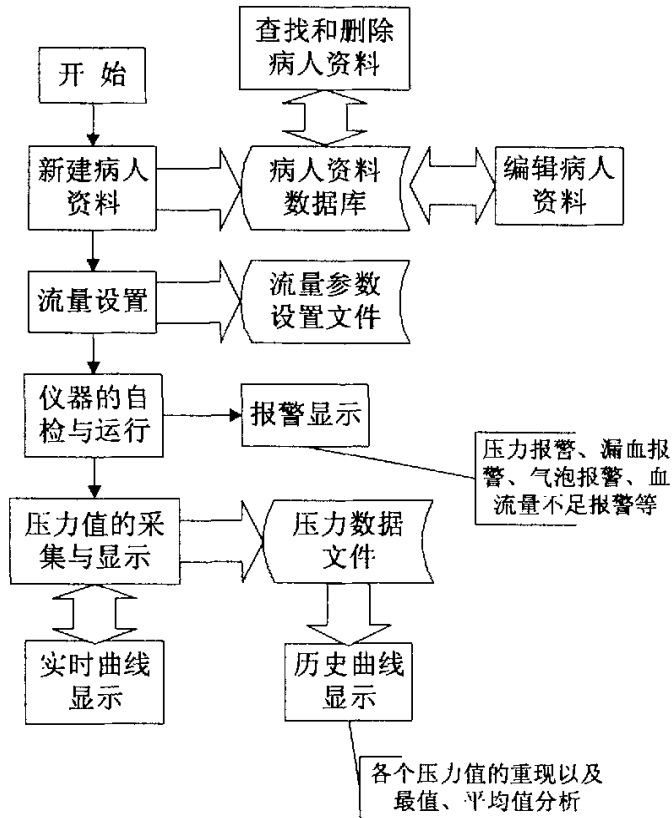 查找和删除
病人资料
开 始
新建病人
资料
病人资料
数据库
编辑病人
资料
流量设置
流量参数
设置文件
仪器的自
检与运行
报警显示
压力报警、漏血报
警、气泡报警、血
流量不足报警等
压力值的采
集与显示
压力数据
文件
实时曲线
显示
历史曲线
显示
各个压力值的重现以及
最值、平均值分析